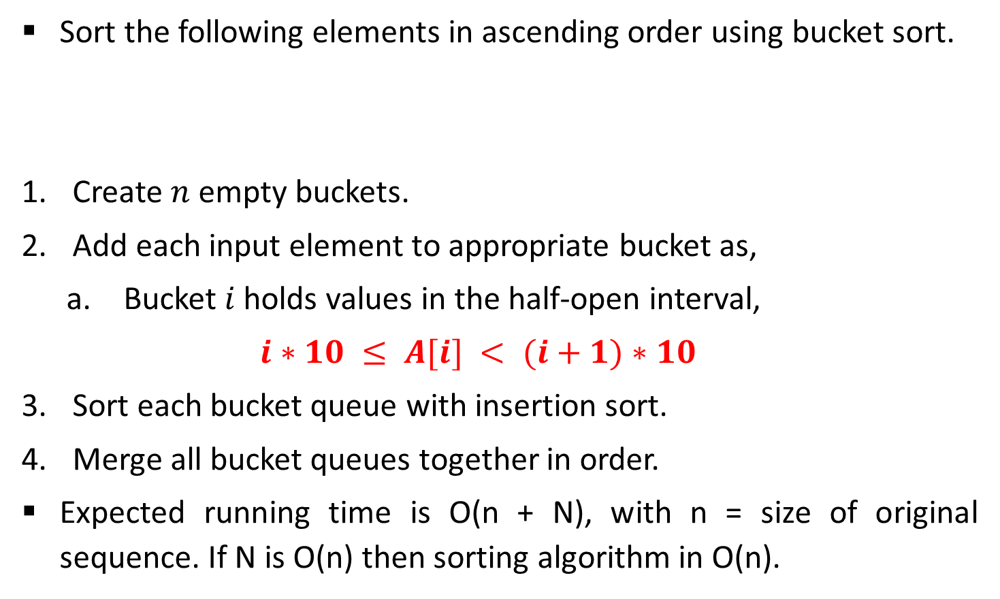 ▪ Sort the following elements in ascending order using bucket sort.
1. Create n empty buckets.
2. Add each input element to appropriate bucket as,
a. Bucket i holds values in the half-open interval,
i ∗ 10 ≤ A[i] < (i + 1) ∗ 10
3. Sort each bucket queue with insertion sort.
4. Merge all bucket queues together in order.
▪ Expected running time is O(n + N), with n = size of original
sequence. If N is O(n) then sorting algorithm in O(n).